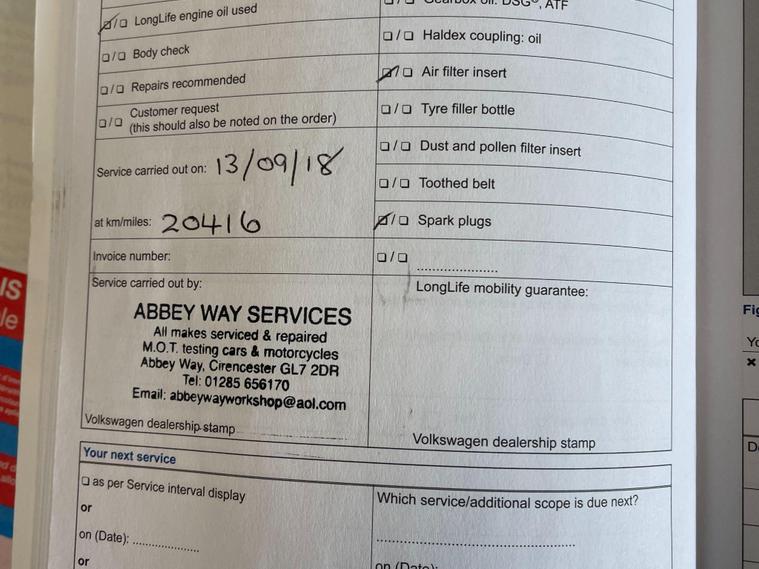 ☑/☐ LongLife engine oil used
☐/☐ Body check
☐/☐ Repairs recommended
☐/☐ Customer request
(this should also be noted on the order)
Service carried out on: 13/09/18
at km/miles: 20416
Invoice number:
Service carried out by:
ABBEY WAY SERVICES
All makes serviced & repaired
M.O.T. testing cars & motorcycles
Abbey Way, Cirencester GL7 2DR
Tel: 01285 656170
Email: abbeywayworkshop@aol.com
Volkswagen dealership stamp
☐/☐ Gearbox oil: DSG®, ATF
☐/☐ Haldex coupling: oil
☑/☐ Air filter insert
☐/☐ Tyre filler bottle
☐/☐ Dust and pollen filter insert
☐/☐ Toothed belt
☑/☐ Spark plugs
☐/☐ ....................
LongLife mobility guarantee:
Volkswagen dealership stamp
Your next service
☐ as per Service interval display
or
on (Date): ..................
or
Which service/additional scope is due next?
on (Date):
IS
Fig